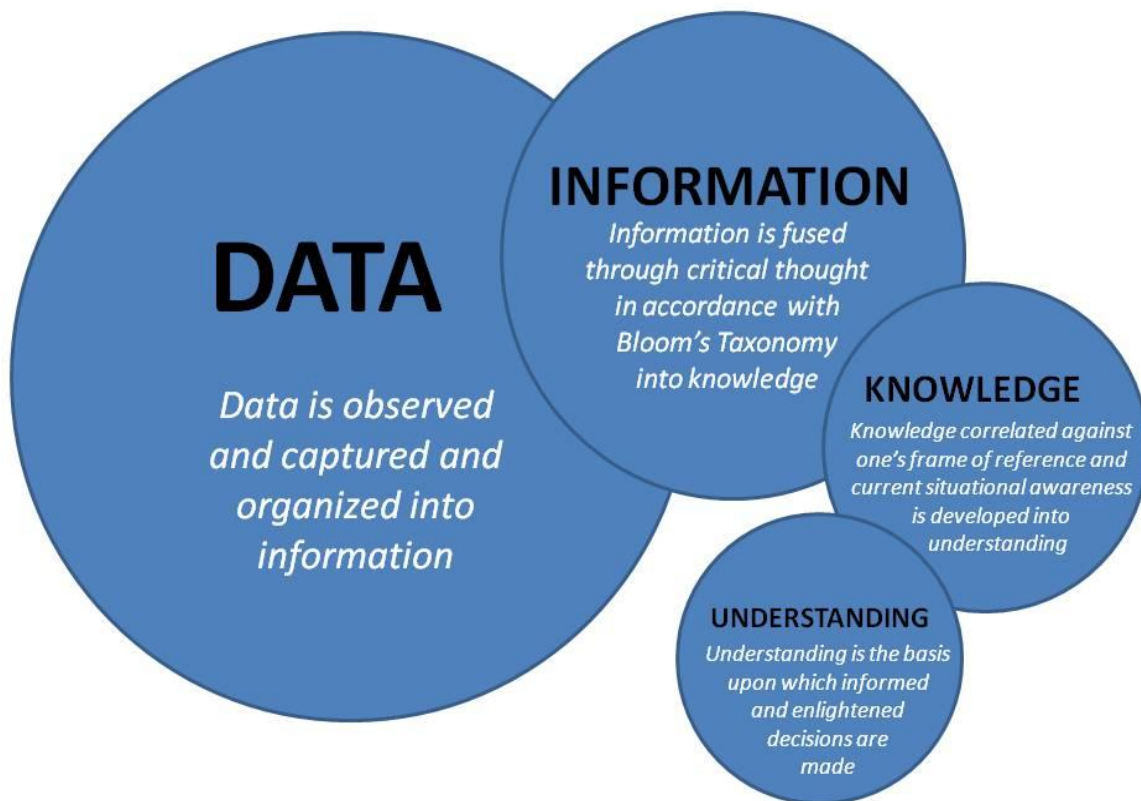 DATA
Data is observed
and captured and
organized into
information
INFORMATION
Information is fused
through critical thought
in accordance with
Bloom's Taxonomy
into knowledge
KNOWLEDGE
Knowledge correlated against
one's frame of reference and
current situational awareness
is developed into
understanding
UNDERSTANDING
Understanding is the basis
upon which informed
and enlightened
decisions are
made